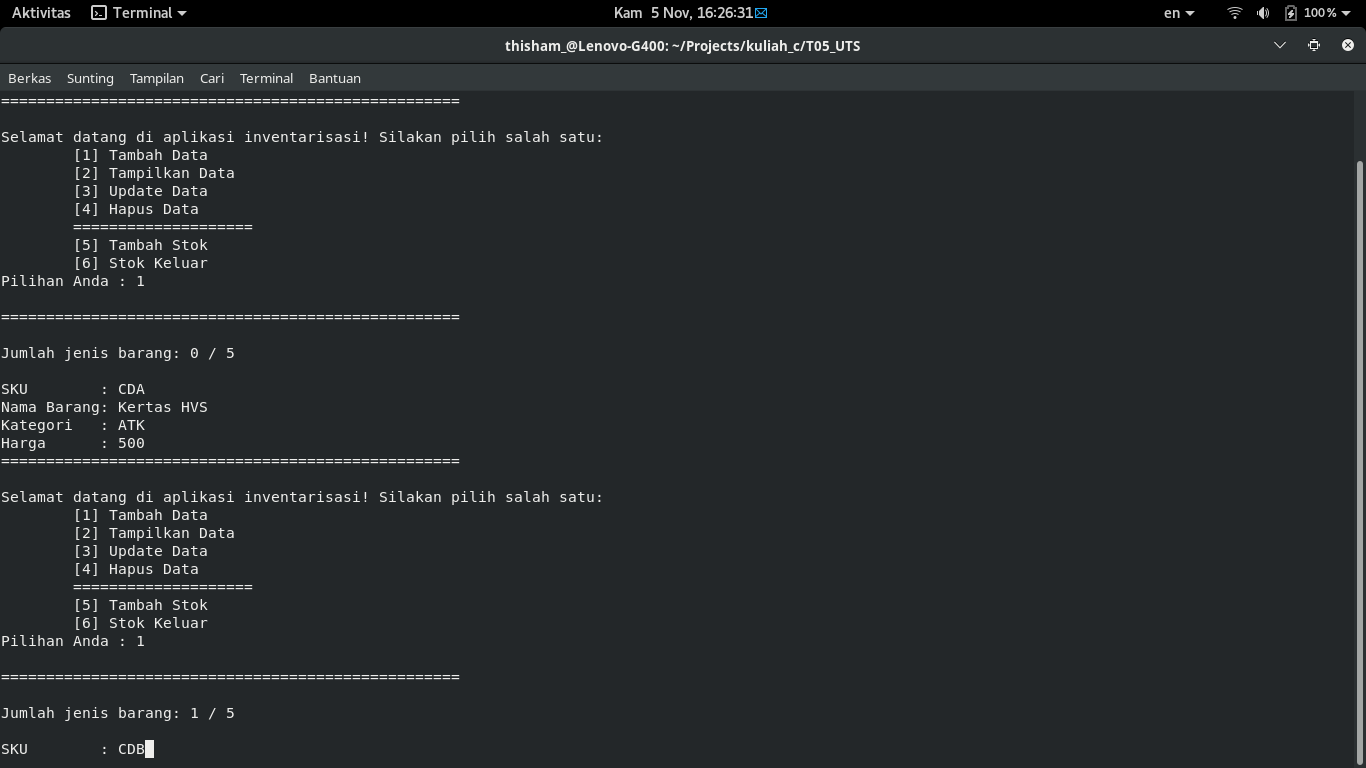 Aktivitas Terminal Kam 5 Nov, 16:26:31 en 100%
thisham_@Lenovo-G400: ~/Projects/kuliah_c/T05_UTS
Berkas Sunting Tampilan Cari Terminal Bantuan
===================================================
Selamat datang di aplikasi inventarisasi! Silakan pilih salah satu:
[1] Tambah Data
[2] Tampilkan Data
[3] Update Data
[4] Hapus Data
====================
[5] Tambah Stok
[6] Stok Keluar
Pilihan Anda : 1
===================================================
Jumlah jenis barang: 0 / 5
SKU        : CDA
Nama Barang: Kertas HVS
Kategori   : ATK
Harga      : 500
===================================================
Selamat datang di aplikasi inventarisasi! Silakan pilih salah satu:
[1] Tambah Data
[2] Tampilkan Data
[3] Update Data
[4] Hapus Data
====================
[5] Tambah Stok
[6] Stok Keluar
Pilihan Anda : 1
===================================================
Jumlah jenis barang: 1 / 5
SKU        : CDB